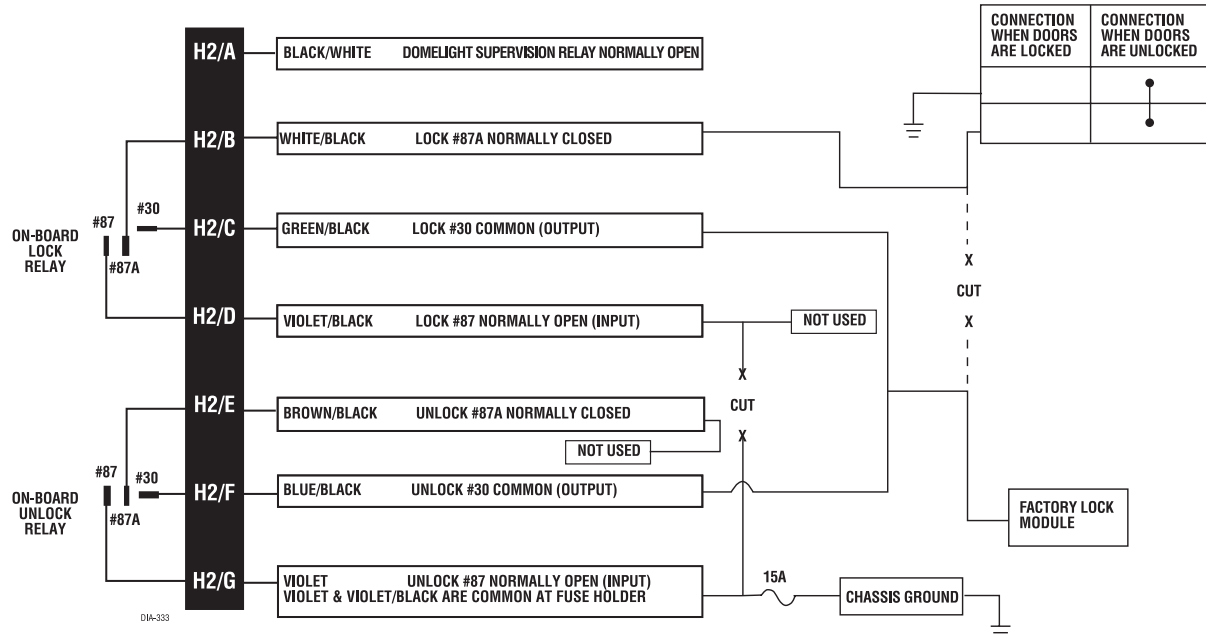 CONNECTION
WHEN DOORS
ARE LOCKED
CONNECTION
WHEN DOORS
ARE UNLOCKED
H2/A
BLACK/WHITE DOMELIGHT SUPERVISION RELAY NORMALLY OPEN
H2/B
WHITE/BLACK LOCK #87A NORMALLY CLOSED
#87
#30
#87A
ON-BOARD
LOCK
RELAY
H2/C
GREEN/BLACK LOCK #30 COMMON (OUTPUT)
X
CUT
X
H2/D
VIOLET/BLACK LOCK #87 NORMALLY OPEN (INPUT)
NOT USED
X
CUT
X
H2/E
BROWN/BLACK UNLOCK #87A NORMALLY CLOSED
NOT USED
#87
#30
#87A
ON-BOARD
UNLOCK
RELAY
H2/F
BLUE/BLACK UNLOCK #30 COMMON (OUTPUT)
FACTORY LOCK
MODULE
H2/G
VIOLET UNLOCK #87 NORMALLY OPEN (INPUT)
VIOLET & VIOLET/BLACK ARE COMMON AT FUSE HOLDER
15A
CHASSIS GROUND
DIA-333